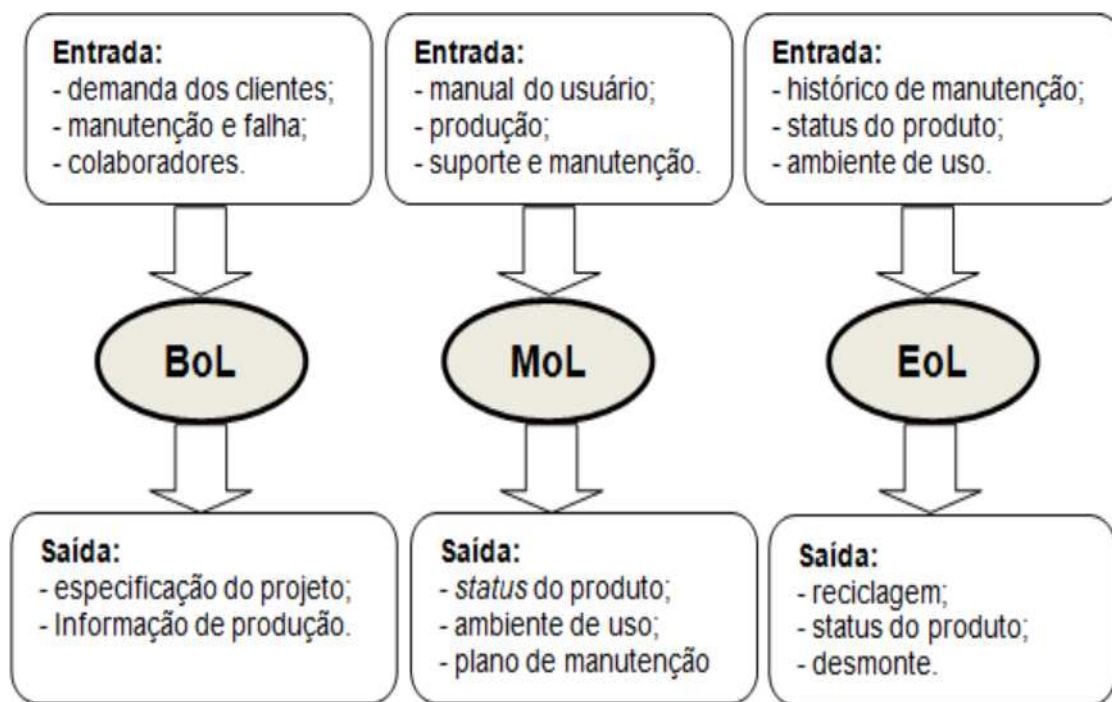 Entrada:
- demanda dos clientes;
- manutenção e falha;
- colaboradores.
Entrada:
- manual do usuário;
- produção;
- suporte e manutenção.
Entrada:
- histórico de manutenção;
- status do produto;
- ambiente de uso.
BoL
MoL
EoL
Saída:
- especificação do projeto;
- Informação de produção.
Saída:
- status do produto;
- ambiente de uso;
- plano de manutenção
Saída:
- reciclagem;
- status do produto;
- desmonte.